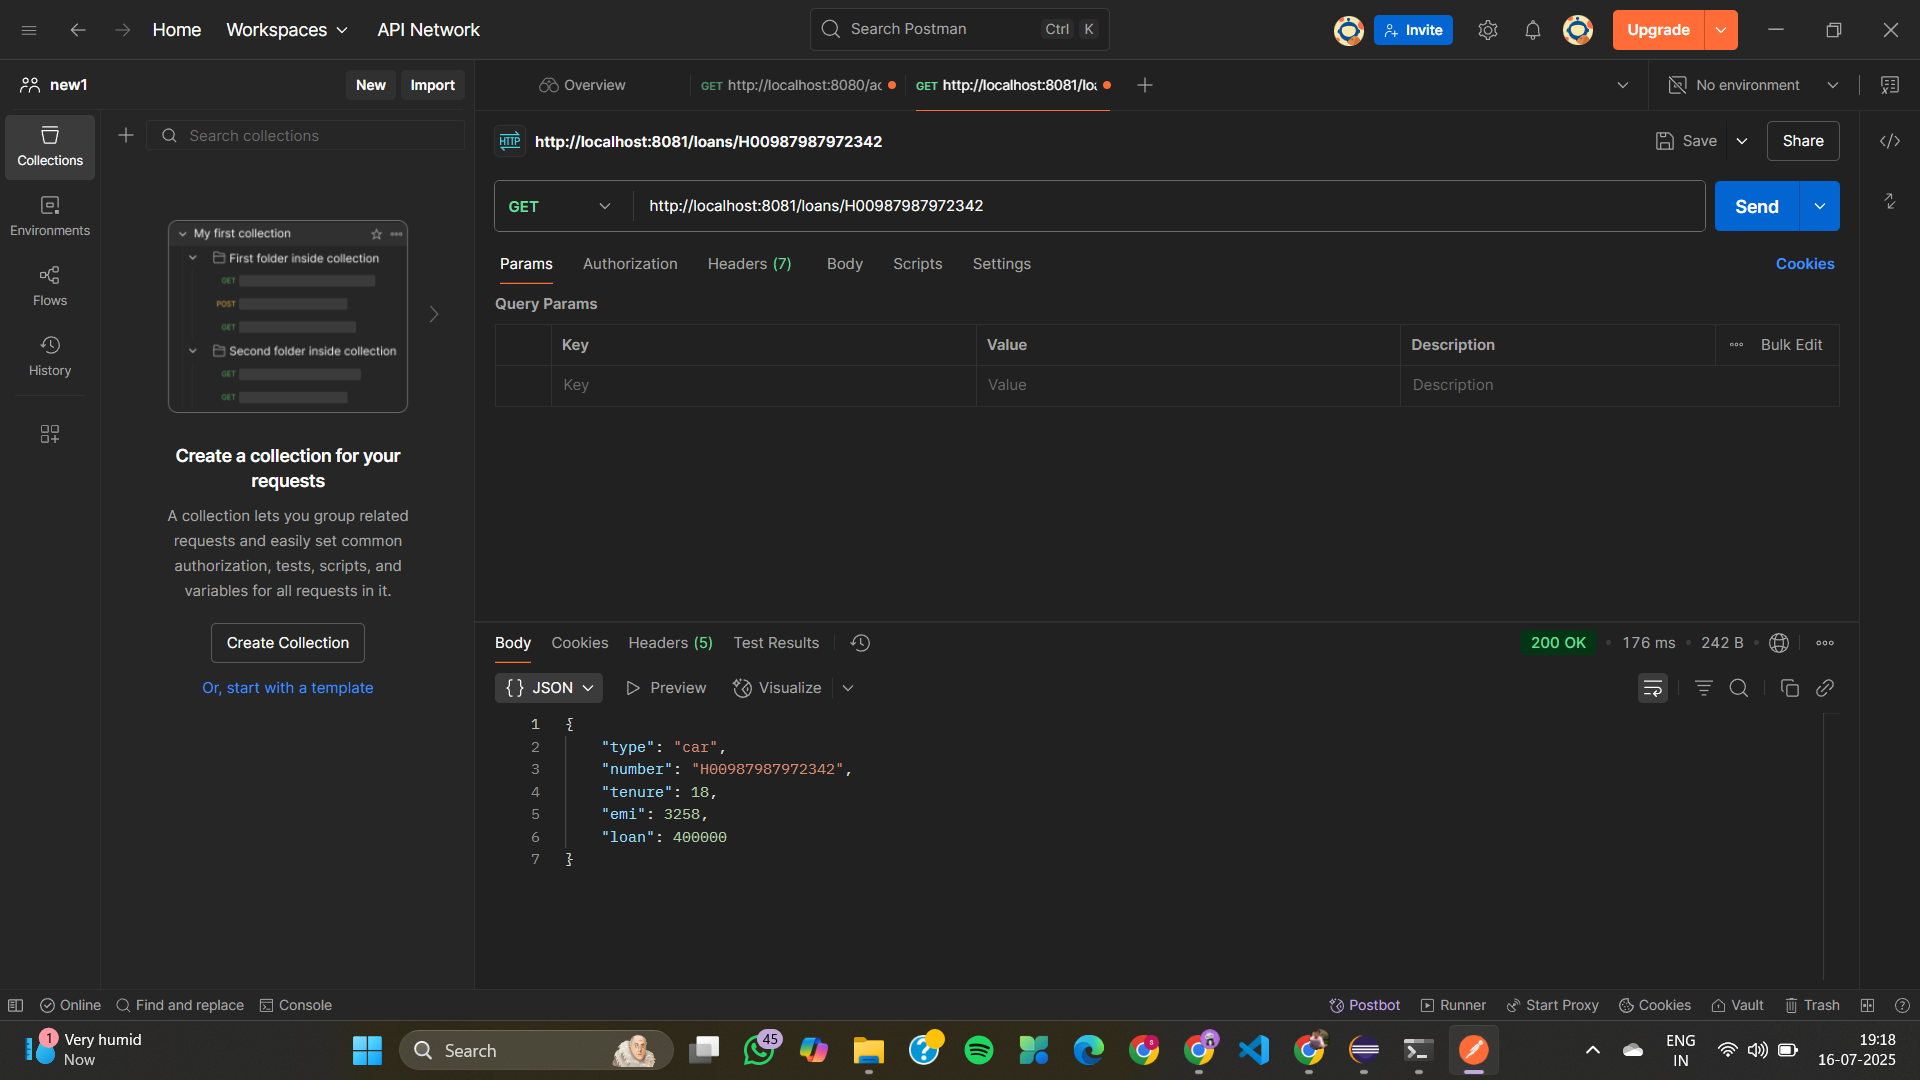 Home
Workspaces
API Network
Search Postman
Ctrl K
Invite
Upgrade
new1
New
Import
Overview
GET http://localhost:8080/ac
GET http://localhost:8081/loa
No environment
Collections
Environments
Flows
History
Search collections
My first collection
First folder inside collection
GET
POST
GET
Second folder inside collection
GET
GET
Create a collection for your
requests
A collection lets you group related
requests and easily set common
authorization, tests, scripts, and
variables for all requests in it.
Create Collection
Or, start with a template
HTTP http://localhost:8081/loans/H00987987972342
Save
Share
GET
http://localhost:8081/loans/H00987987972342
Send
Params
Authorization
Headers (7)
Body
Scripts
Settings
Cookies
Query Params
Key
Value
Description
Bulk Edit
Key
Value
Description
Body
Cookies
Headers (5)
Test Results
200 OK
176 ms
242 B
{} JSON
Preview
Visualize
1 {
2 "type": "car",
3 "number": "H00987987972342",
4 "tenure": 18,
5 "emi": 3258,
6 "loan": 400000
7 }
Online
Find and replace
Console
Postbot
Runner
Start Proxy
Cookies
Vault
Trash
1
Very humid
Now
Search
45
S
ENG
IN
19:18
16-07-2025